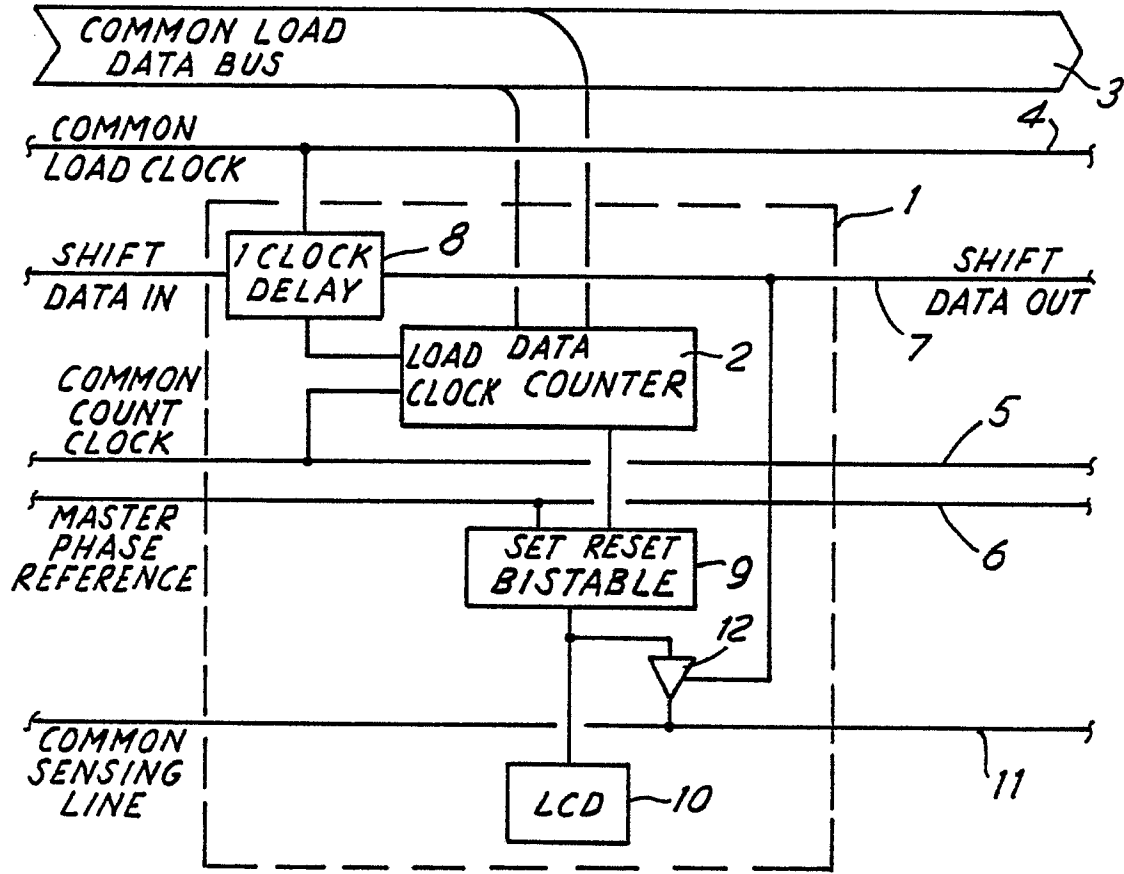 COMMON LOAD
DATA BUS
3
COMMON
4
LOAD CLOCK
1
SHIFT
1 CLOCK
8
SHIFT
DATA IN
DELAY
DATA OUT
7
LOAD DATA
2
CLOCK COUNTER
COMMON
COUNT
CLOCK
5
MASTER
PHASE
REFERENCE
6
SET RESET
BISTABLE
9
12
COMMON
SENSING
LINE
11
LCD
10